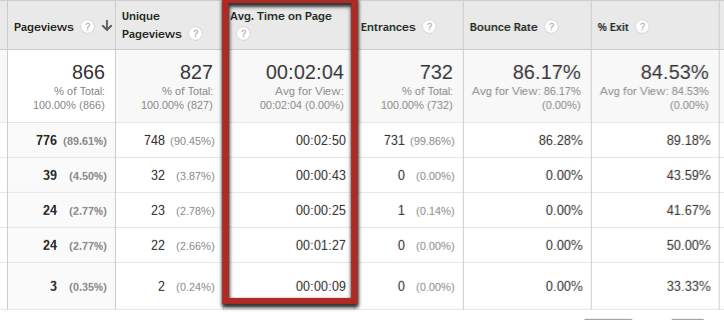 Pageviews ? Unique Pageviews ? Avg. Time on Page ? Entrances ? Bounce Rate ? % Exit ?
866 827 00:02:04 732 86.17% 84.53%
% of Total: % of Total: Avg for View: % of Total: Avg for View: 86.17% Avg for View: 84.53%
100.00% (866) 100.00% (827) 00:02:04 (0.00%) 100.00% (732) (0.00%) (0.00%)
776 (89.61%) 748 (90.45%) 00:02:50 731 (99.86%) 86.28% 89.18%
39 (4.50%) 32 (3.87%) 00:00:43 0 (0.00%) 0.00% 43.59%
24 (2.77%) 23 (2.78%) 00:00:25 1 (0.14%) 0.00% 41.67%
24 (2.77%) 22 (2.66%) 00:01:27 0 (0.00%) 0.00% 50.00%
3 (0.35%) 2 (0.24%) 00:00:09 0 (0.00%) 0.00% 33.33%